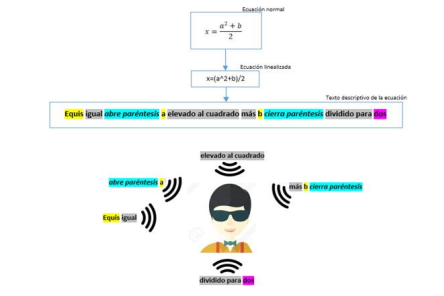 Ecuación normal
x = a² + b / 2
Ecuación linealizada
x=(a^2+b)/2
Texto descriptivo de la ecuación
Equis igual abre paréntesis a elevado al cuadrado más b cierra paréntesis dividido para dos
elevado al cuadrado
abre paréntesis a
más b cierra paréntesis
Equis igual
dividido para dos